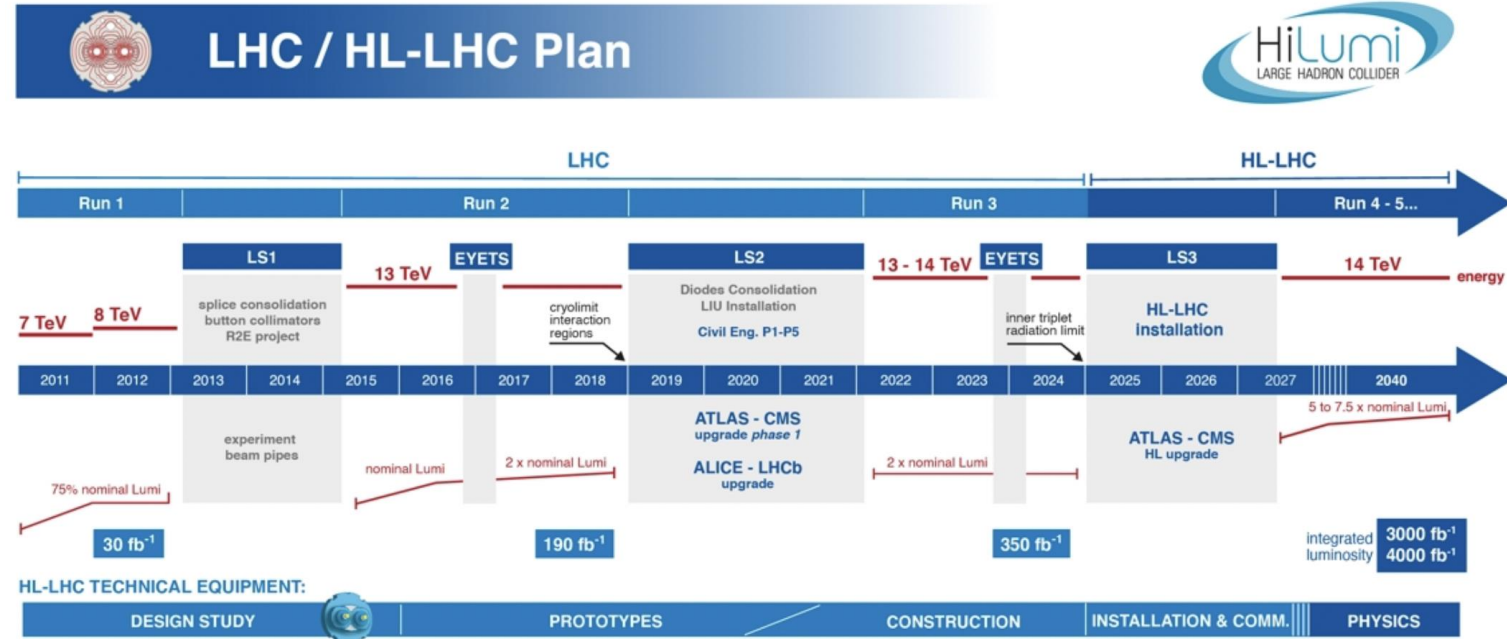 LHC / HL-LHC Plan
HiLumi
LARGE HADRON COLLIDER
LHC
HL-LHC
Run 1
Run 2
Run 3
Run 4 - 5...
LS1
EYETS
LS2
EYETS
LS3
13 TeV
13 - 14 TeV
14 TeV
energy
7 TeV
8 TeV
splice consolidation
button collimators
R2E project
cryolimit
interaction
regions
Diodes Consolidation
LIU Installation
Civil Eng. P1-P5
inner triplet
radiation limit
HL-LHC
installation
2011
2012
2013
2014
2015
2016
2017
2018
2019
2020
2021
2022
2023
2024
2025
2026
2027
2040
experiment
beam pipes
75% nominal Lumi
nominal Lumi
2 x nominal Lumi
ATLAS - CMS
upgrade phase 1
ALICE - LHCb
upgrade
2 x nominal Lumi
ATLAS - CMS
HL upgrade
5 to 7.5 x nominal Lumi
30 fb⁻¹
190 fb⁻¹
350 fb⁻¹
integrated
luminosity
3000 fb⁻¹
4000 fb⁻¹
HL-LHC TECHNICAL EQUIPMENT:
DESIGN STUDY
PROTOTYPES
CONSTRUCTION
INSTALLATION & COMM.
PHYSICS